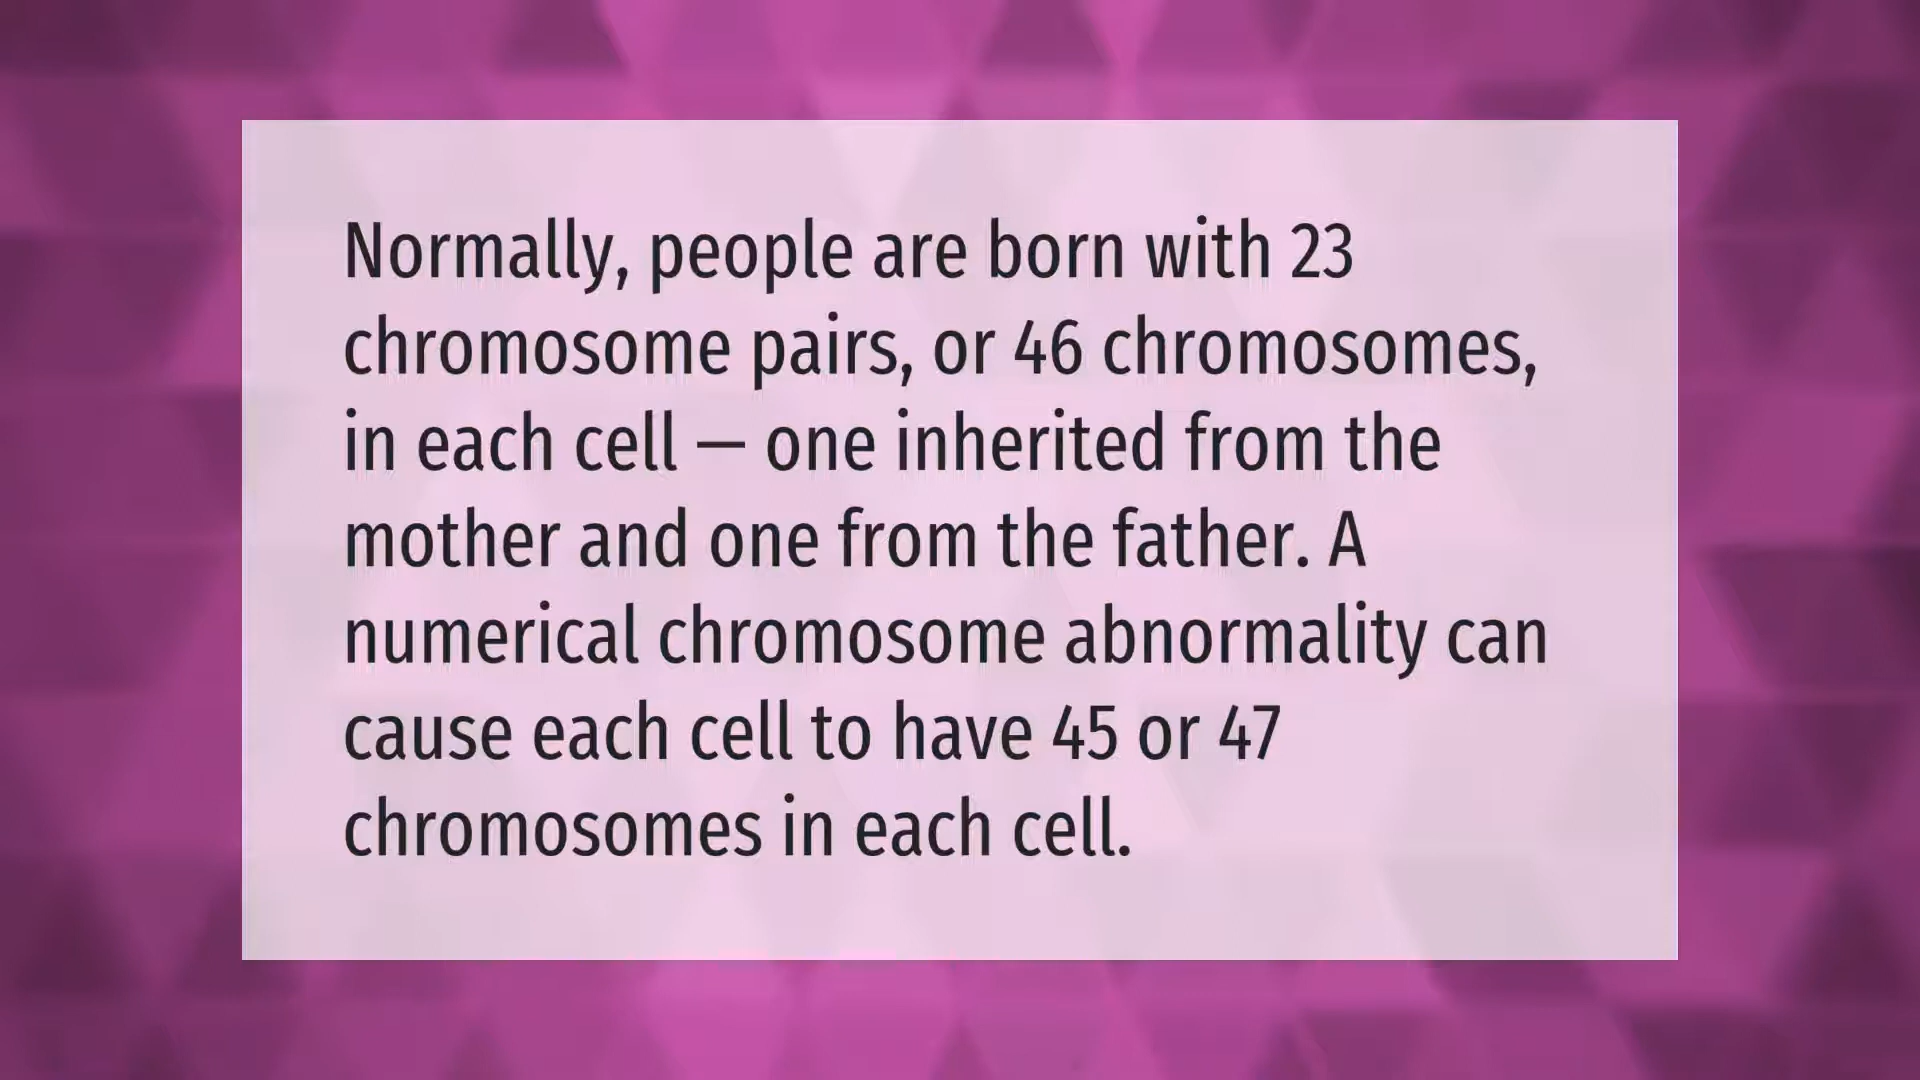 Normally, people are born with 23
chromosome pairs, or 46 chromosomes,
in each cell — one inherited from the
mother and one from the father. A
numerical chromosome abnormality can
cause each cell to have 45 or 47
chromosomes in each cell.